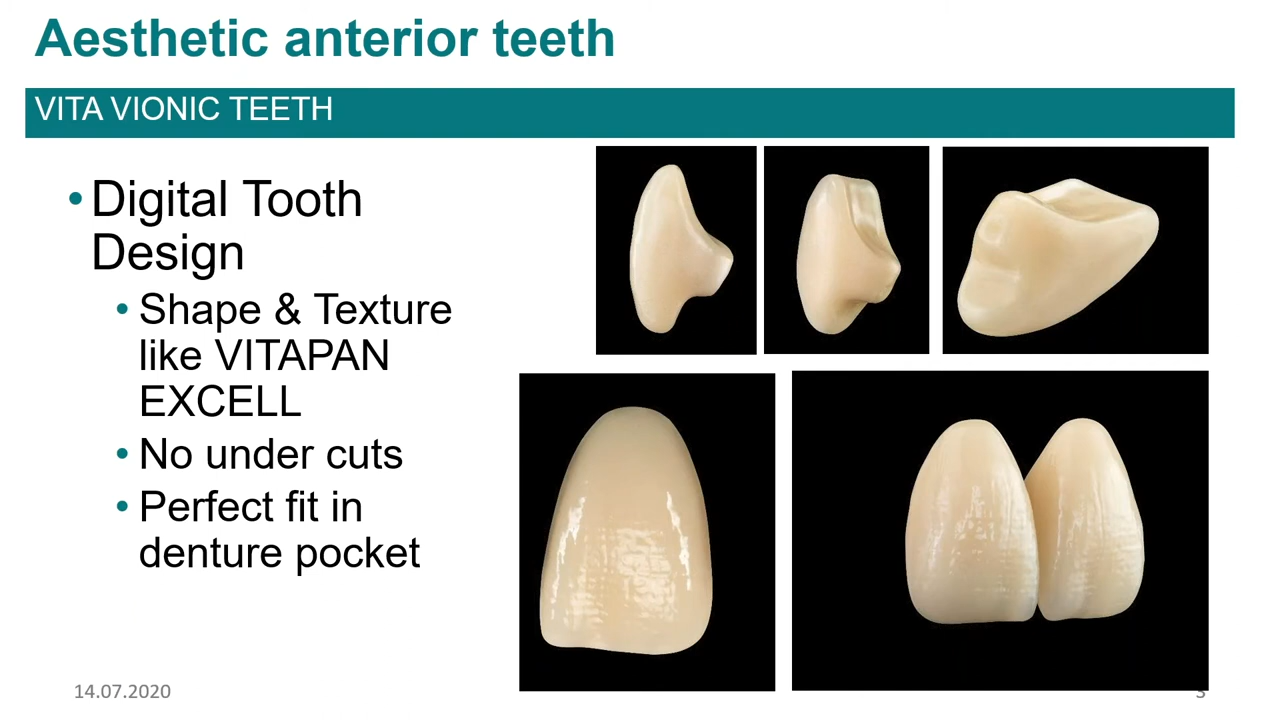 Aesthetic anterior teeth
VITA VIONIC TEETH
• Digital Tooth
Design
• Shape & Texture
like VITAPAN
EXCELL
• No under cuts
• Perfect fit in
denture pocket
14.07.2020
3